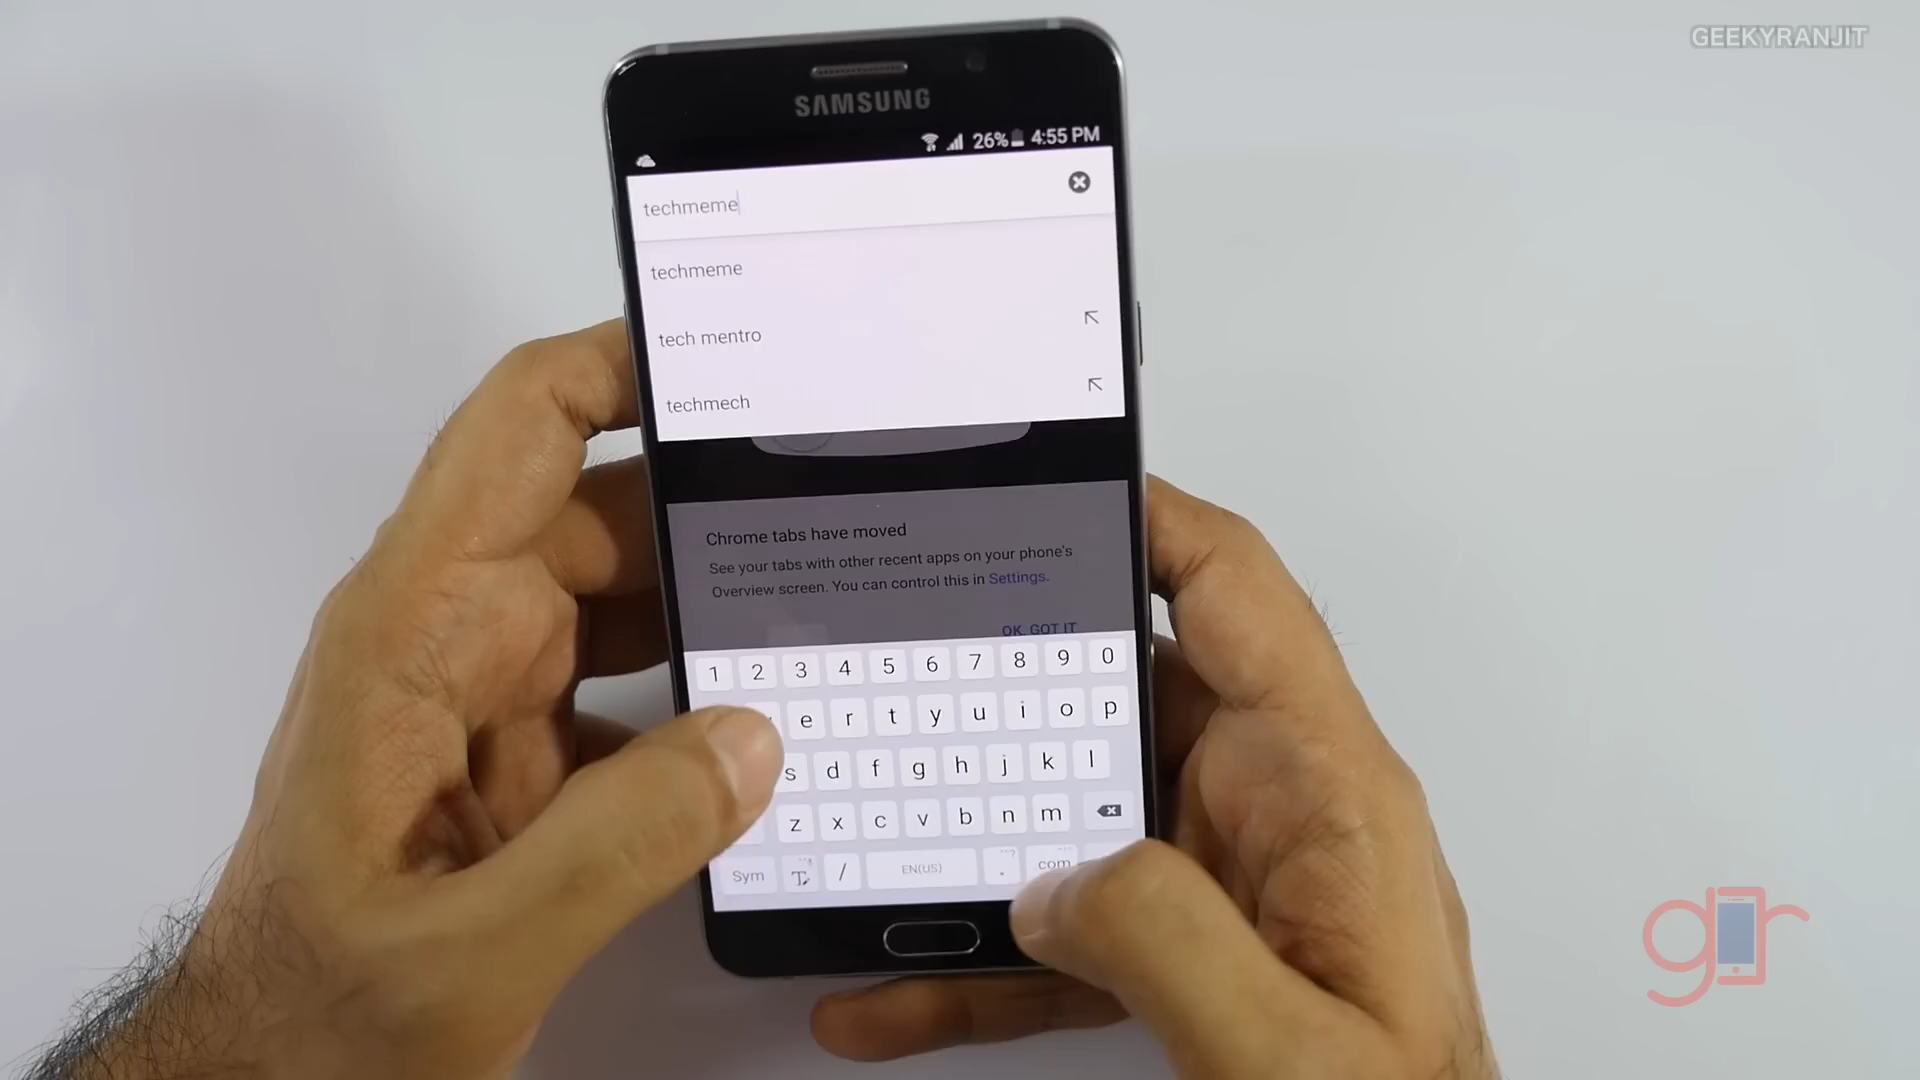 GEEKYRANJIT
SAMSUNG
26% 4:55 PM
techmeme
techmeme
tech mentro
techmech
Chrome tabs have moved
See your tabs with other recent apps on your phone's
Overview screen. You can control this in Settings.
OK, GOT IT
1 2 3 4 5 6 7 8 9 0
e r t y u i o p
s d f g h j k l
z x c v b n m
Sym T / EN(US) . com
gr